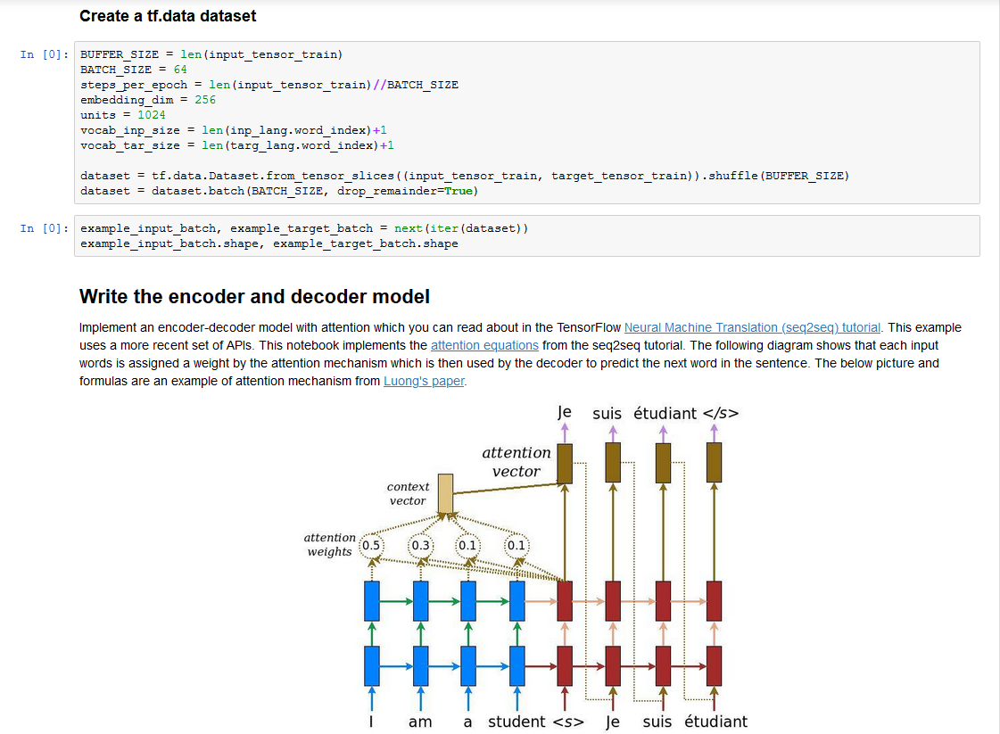 Create a tf.data dataset
In [0]:
BUFFER_SIZE = len(input_tensor_train)
BATCH_SIZE = 64
steps_per_epoch = len(input_tensor_train)//BATCH_SIZE
embedding_dim = 256
units = 1024
vocab_inp_size = len(inp_lang.word_index)+1
vocab_tar_size = len(targ_lang.word_index)+1
dataset = tf.data.Dataset.from_tensor_slices((input_tensor_train, target_tensor_train)).shuffle(BUFFER_SIZE)
dataset = dataset.batch(BATCH_SIZE, drop_remainder=True)
In [0]:
example_input_batch, example_target_batch = next(iter(dataset))
example_input_batch.shape, example_target_batch.shape
Write the encoder and decoder model
Implement an encoder-decoder model with attention which you can read about in the TensorFlow Neural Machine Translation (seq2seq) tutorial. This example
uses a more recent set of APIs. This notebook implements the attention equations from the seq2seq tutorial. The following diagram shows that each input
words is assigned a weight by the attention mechanism which is then used by the decoder to predict the next word in the sentence. The below picture and
formulas are an example of attention mechanism from Luong's paper.
Je suis étudiant </s>
attention
vector
context
vector
attention
weights
0.5 0.3 0.1 0.1
I am a student <s> Je suis étudiant